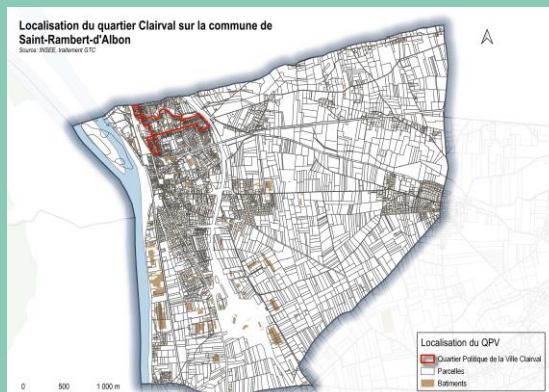 Localisation du quartier Clairval sur la commune de
Saint-Rambert-d'Albon
Source: INSEE, traitement GTC
Localisation du QPV
Quartier Politique de la Ville Clairval
Parcelles
Batiments
0 500 1 000 m